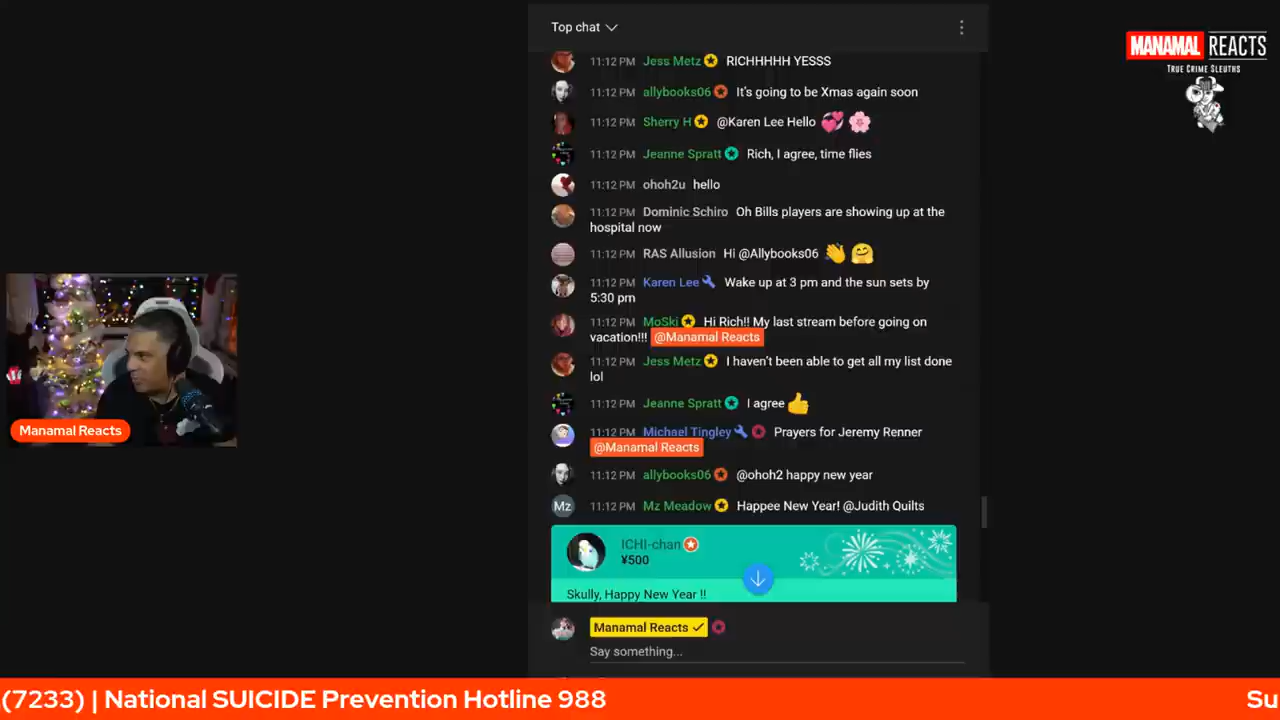 Top chat
MANAMAL REACTS
TRUE CRIME SLEUTHS
11:12 PM Jess Metz RICHHHHH YESSS
11:12 PM allybooks06 It's going to be Xmas again soon
11:12 PM Sherry H @Karen Lee Hello
11:12 PM Jeanne Spratt Rich, I agree, time flies
11:12 PM ohoh2u hello
11:12 PM Dominic Schiro Oh Bills players are showing up at the
hospital now
11:12 PM RAS Allusion Hi @Allybooks06
11:12 PM Karen Lee Wake up at 3 pm and the sun sets by
5:30 pm
11:12 PM MoSki Hi Rich!! My last stream before going on
vacation!!! @Manamal Reacts
11:12 PM Jess Metz I haven't been able to get all my list done
lol
11:12 PM Jeanne Spratt I agree
11:12 PM Michael Tingley Prayers for Jeremy Renner
@Manamal Reacts
11:12 PM allybooks06 @ohoh2 happy new year
Mz 11:12 PM Mz Meadow Happee New Year! @Judith Quilts
ICHI-chan
¥500
Skully, Happy New Year !!
Manamal Reacts
Say something...
Manamal Reacts
(7233) | National SUICIDE Prevention Hotline 988
Su